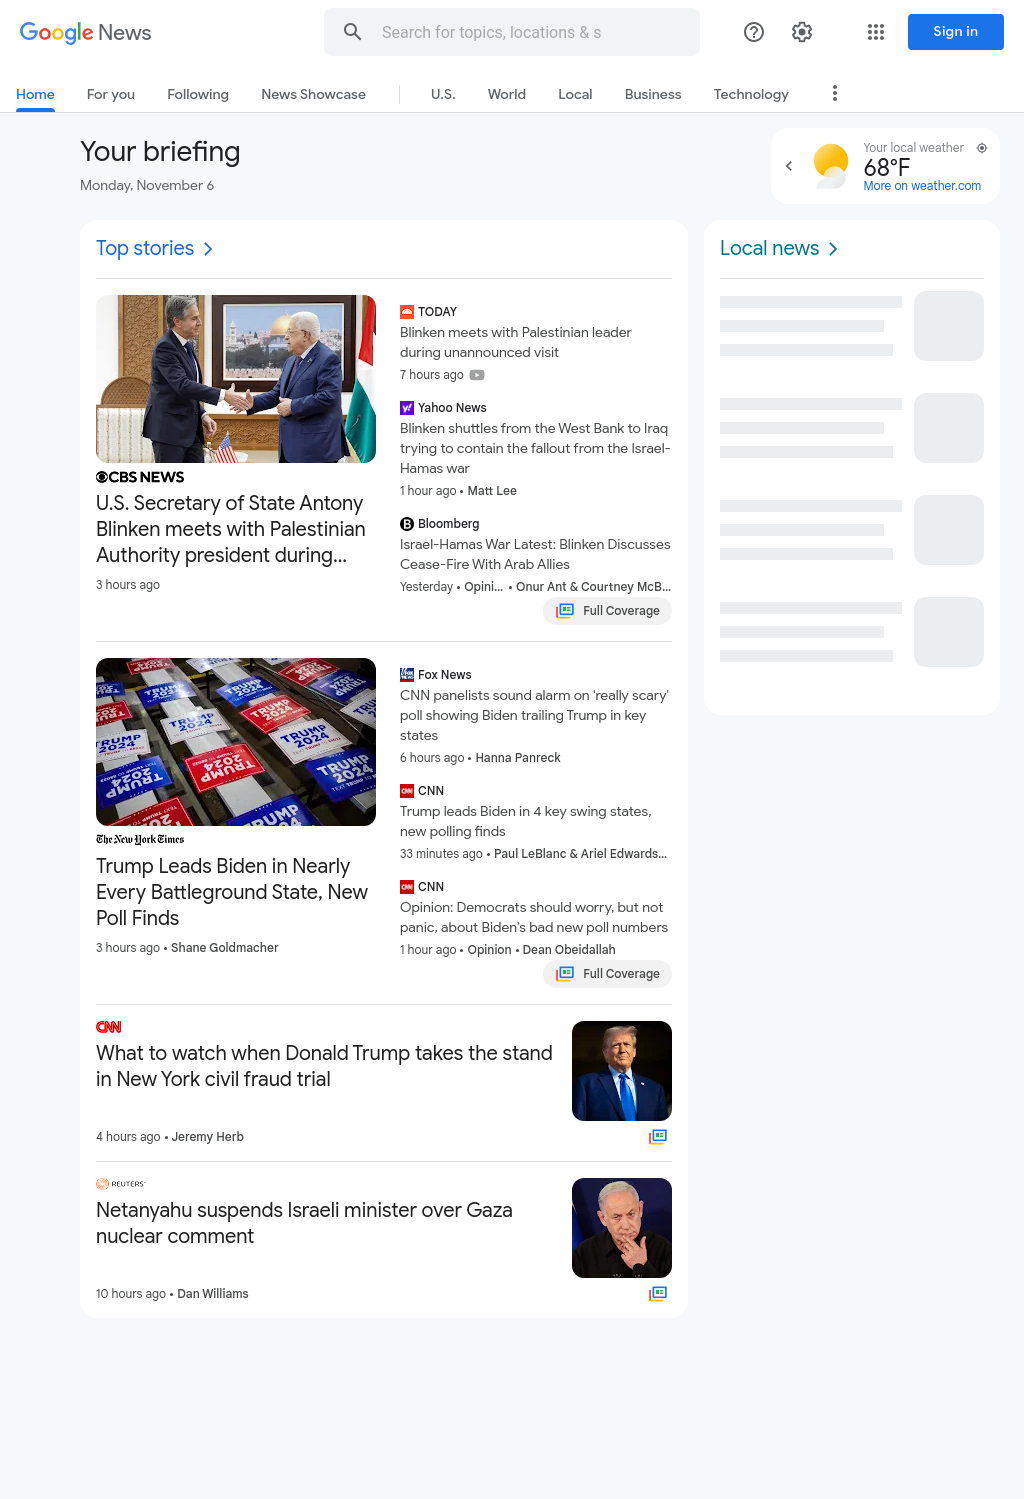 Google News
Search for topics, locations & s
Sign in
Home
For you
Following
News Showcase
U.S.
World
Local
Business
Technology
Your briefing
Monday, November 6
Your local weather
68°F
More on weather.com
Top stories
CBS NEWS
U.S. Secretary of State Antony
Blinken meets with Palestinian
Authority president during...
3 hours ago
TODAY
Blinken meets with Palestinian leader
during unannounced visit
7 hours ago
Yahoo News
Blinken shuttles from the West Bank to Iraq
trying to contain the fallout from the Israel-
Hamas war
1 hour ago • Matt Lee
Bloomberg
Israel-Hamas War Latest: Blinken Discusses
Cease-Fire With Arab Allies
Yesterday • Opini... • Onur Ant & Courtney McB...
Full Coverage
TRUMP
2024
The New York Times
Trump Leads Biden in Nearly
Every Battleground State, New
Poll Finds
3 hours ago • Shane Goldmacher
Fox News
CNN panelists sound alarm on 'really scary'
poll showing Biden trailing Trump in key
states
6 hours ago • Hanna Panreck
CNN
Trump leads Biden in 4 key swing states,
new polling finds
33 minutes ago • Paul LeBlanc & Ariel Edwards...
CNN
Opinion: Democrats should worry, but not
panic, about Biden's bad new poll numbers
1 hour ago • Opinion • Dean Obeidallah
Full Coverage
CNN
What to watch when Donald Trump takes the stand
in New York civil fraud trial
4 hours ago • Jeremy Herb
REUTERS
Netanyahu suspends Israeli minister over Gaza
nuclear comment
10 hours ago • Dan Williams
Local news